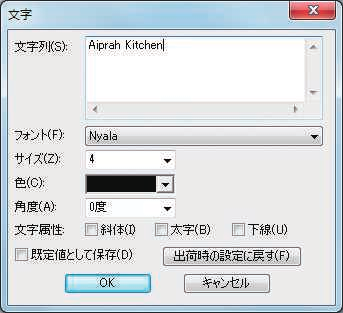 文字
文字列(S):
Aiprah Kitchen
フォント(F): Nyala
サイズ(Z): 4
色(C):
角度(A): 0度
文字属性: 斜体(I) 太字(B) 下線(U)
既定値として保存(D) 出荷時の設定に戻す(F)
OK キャンセル